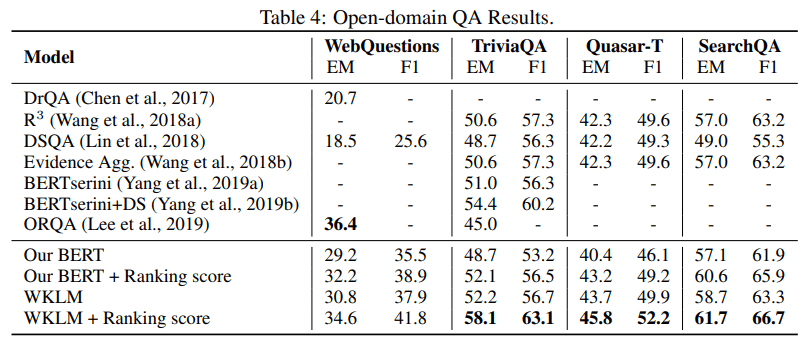 Table 4: Open-domain QA Results.
Model WebQuestions TriviaQA Quasar-T SearchQA
EM F1 EM F1 EM F1 EM F1
DrQA (Chen et al., 2017) 20.7 - - - - - - -
R³ (Wang et al., 2018a) - - 50.6 57.3 42.3 49.6 57.0 63.2
DSQA (Lin et al., 2018) 18.5 25.6 48.7 56.3 42.2 49.3 49.0 55.3
Evidence Agg. (Wang et al., 2018b) - - 50.6 57.3 42.3 49.6 57.0 63.2
BERTserini (Yang et al., 2019a) - - 51.0 56.3 - - - -
BERTserini+DS (Yang et al., 2019b) - - 54.4 60.2 - - - -
ORQA (Lee et al., 2019) 36.4 - 45.0 - - - - -
Our BERT 29.2 35.5 48.7 53.2 40.4 46.1 57.1 61.9
Our BERT + Ranking score 32.2 38.9 52.1 56.5 43.2 49.2 60.6 65.9
WKLM 30.8 37.9 52.2 56.7 43.7 49.9 58.7 63.3
WKLM + Ranking score 34.6 41.8 58.1 63.1 45.8 52.2 61.7 66.7